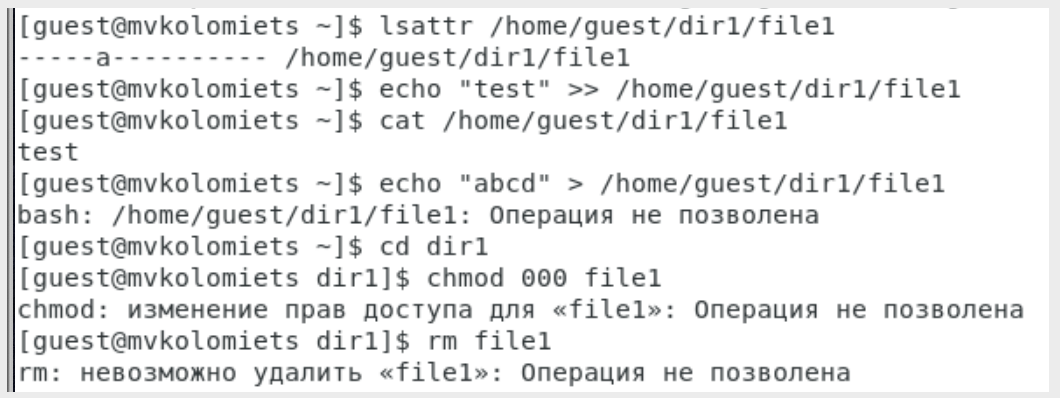 [guest@mvkolomiets ~]$ lsattr /home/guest/dir1/file1
-----a---------- /home/guest/dir1/file1
[guest@mvkolomiets ~]$ echo "test" >> /home/guest/dir1/file1
[guest@mvkolomiets ~]$ cat /home/guest/dir1/file1
test
[guest@mvkolomiets ~]$ echo "abcd" > /home/guest/dir1/file1
bash: /home/guest/dir1/file1: Операция не позволена
[guest@mvkolomiets ~]$ cd dir1
[guest@mvkolomiets dir1]$ chmod 000 file1
chmod: изменение прав доступа для «file1»: Операция не позволена
[guest@mvkolomiets dir1]$ rm file1
rm: невозможно удалить «file1»: Операция не позволена